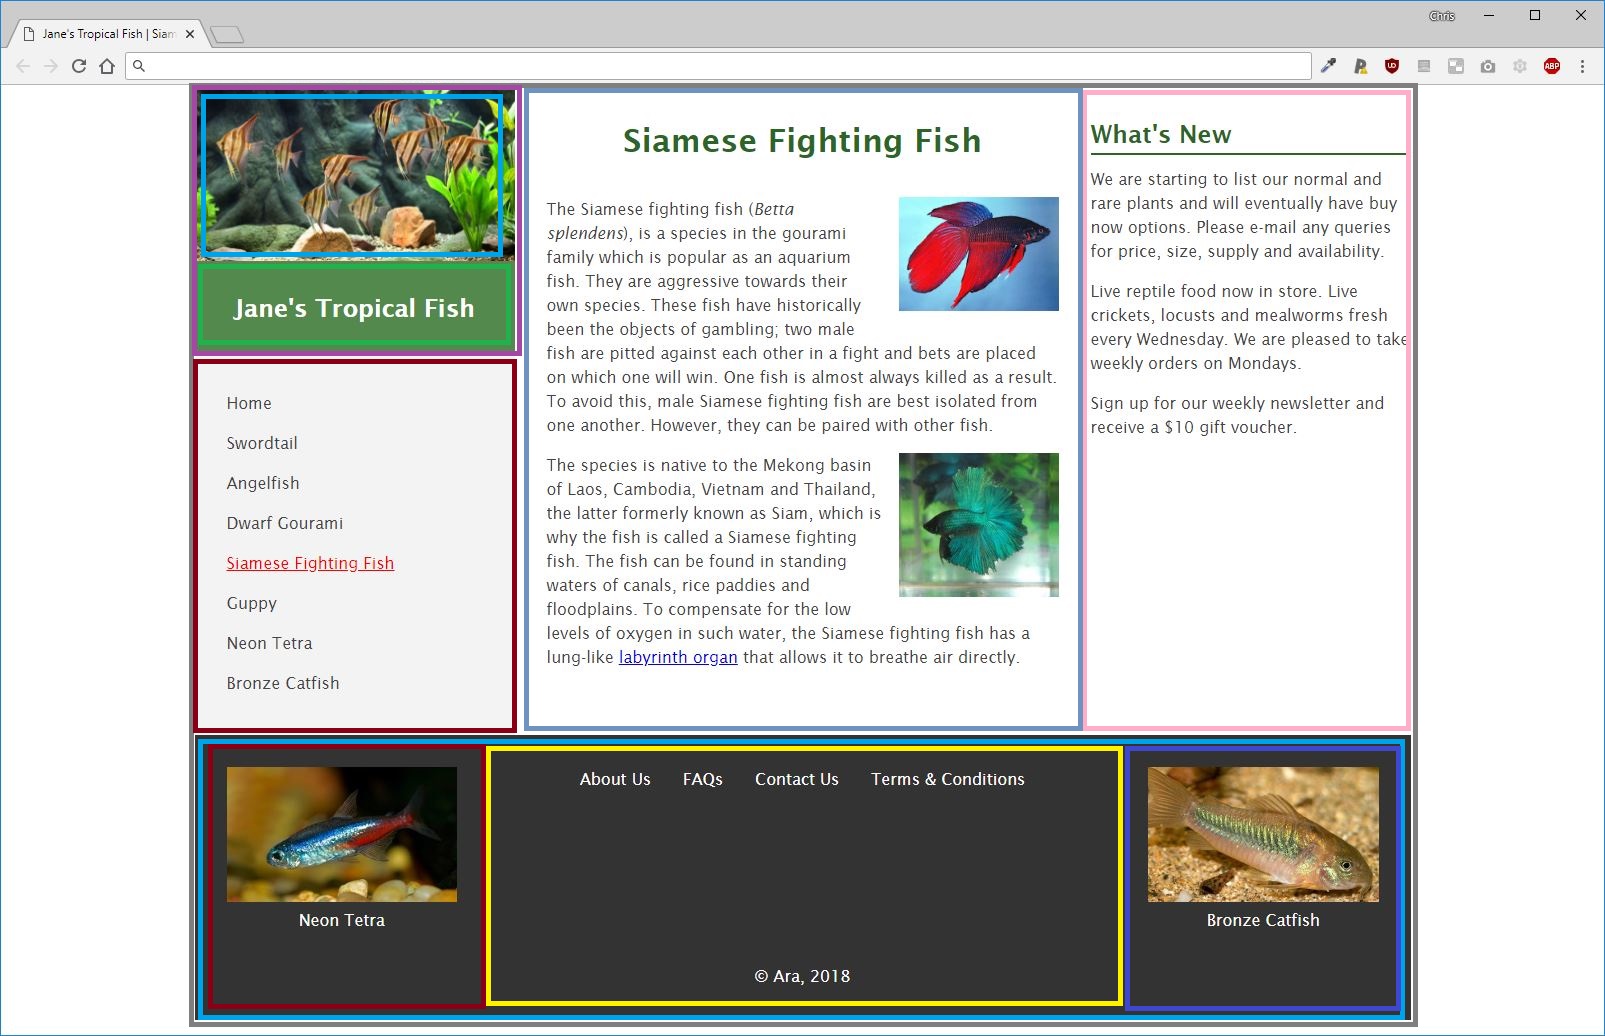 Chris
Jane's Tropical Fish | Siam
Jane's Tropical Fish
Home
Swordtail
Angelfish
Dwarf Gourami
Siamese Fighting Fish
Guppy
Neon Tetra
Bronze Catfish
Siamese Fighting Fish
The Siamese fighting fish (Betta
splendens), is a species in the gourami
family which is popular as an aquarium
fish. They are aggressive towards their
own species. These fish have historically
been the objects of gambling; two male
fish are pitted against each other in a fight and bets are placed
on which one will win. One fish is almost always killed as a result.
To avoid this, male Siamese fighting fish are best isolated from
one another. However, they can be paired with other fish.
The species is native to the Mekong basin
of Laos, Cambodia, Vietnam and Thailand,
the latter formerly known as Siam, which is
why the fish is called a Siamese fighting
fish. The fish can be found in standing
waters of canals, rice paddies and
floodplains. To compensate for the low
levels of oxygen in such water, the Siamese fighting fish has a
lung-like labyrinth organ that allows it to breathe air directly.
What's New
We are starting to list our normal and
rare plants and will eventually have buy
now options. Please e-mail any queries
for price, size, supply and availability.
Live reptile food now in store. Live
crickets, locusts and mealworms fresh
every Wednesday. We are pleased to take
weekly orders on Mondays.
Sign up for our weekly newsletter and
receive a $10 gift voucher.
Neon Tetra
About Us FAQs Contact Us Terms & Conditions
© Ara, 2018
Bronze Catfish
ABP